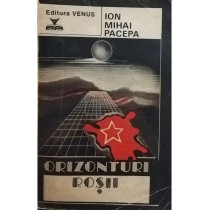 Editura VENUS
ION
MIHAI
PACEPA
ORIZONTURI
ROȘII